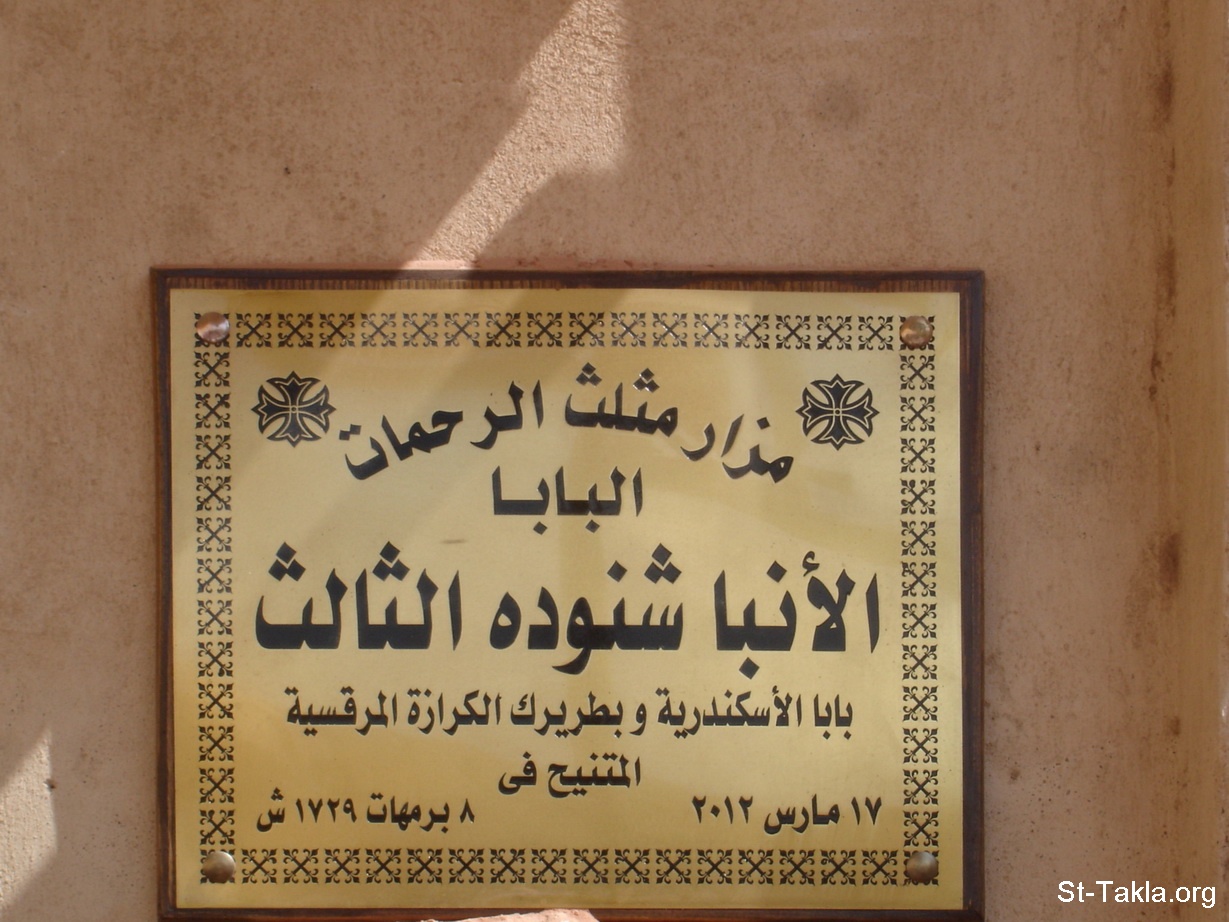 مذار مثلث الرحمات
البابا
الأنبا شنوده الثالث
بابا الأسكندرية و بطريرك الكرازة المرقسية
المتنيح فى
١٧ مارس ٢٠١٢ ٨ برمهات ١٧٢٩ ش
St-Takla.org